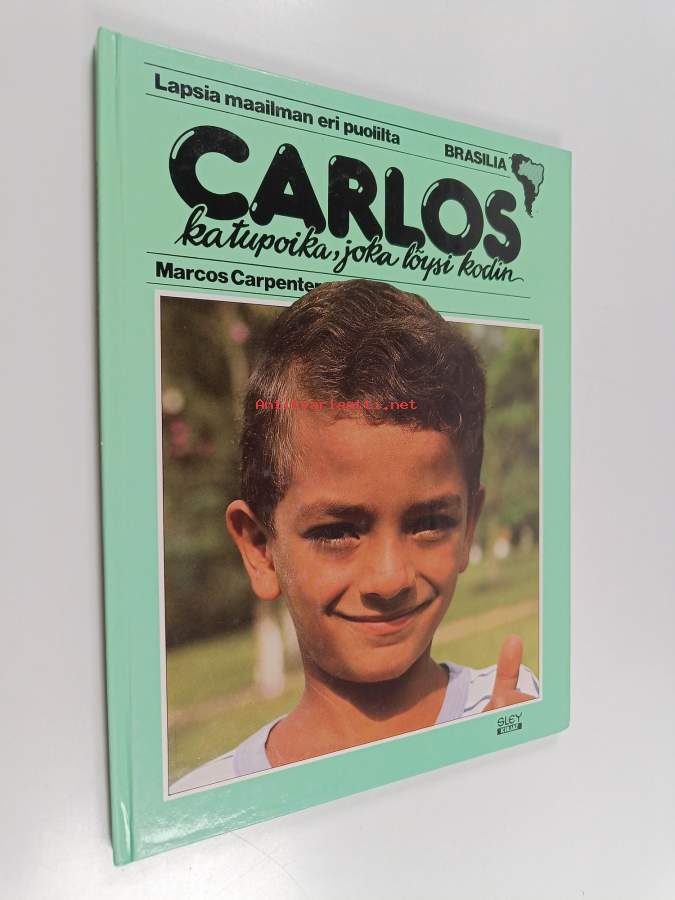 Lapsia maailman eri puolilta
BRASILIA
CARLOS
katupoika, joka löysi kodin
Marcos Carpenter
Antikvariaatti.net
SLEY
KIRJAT